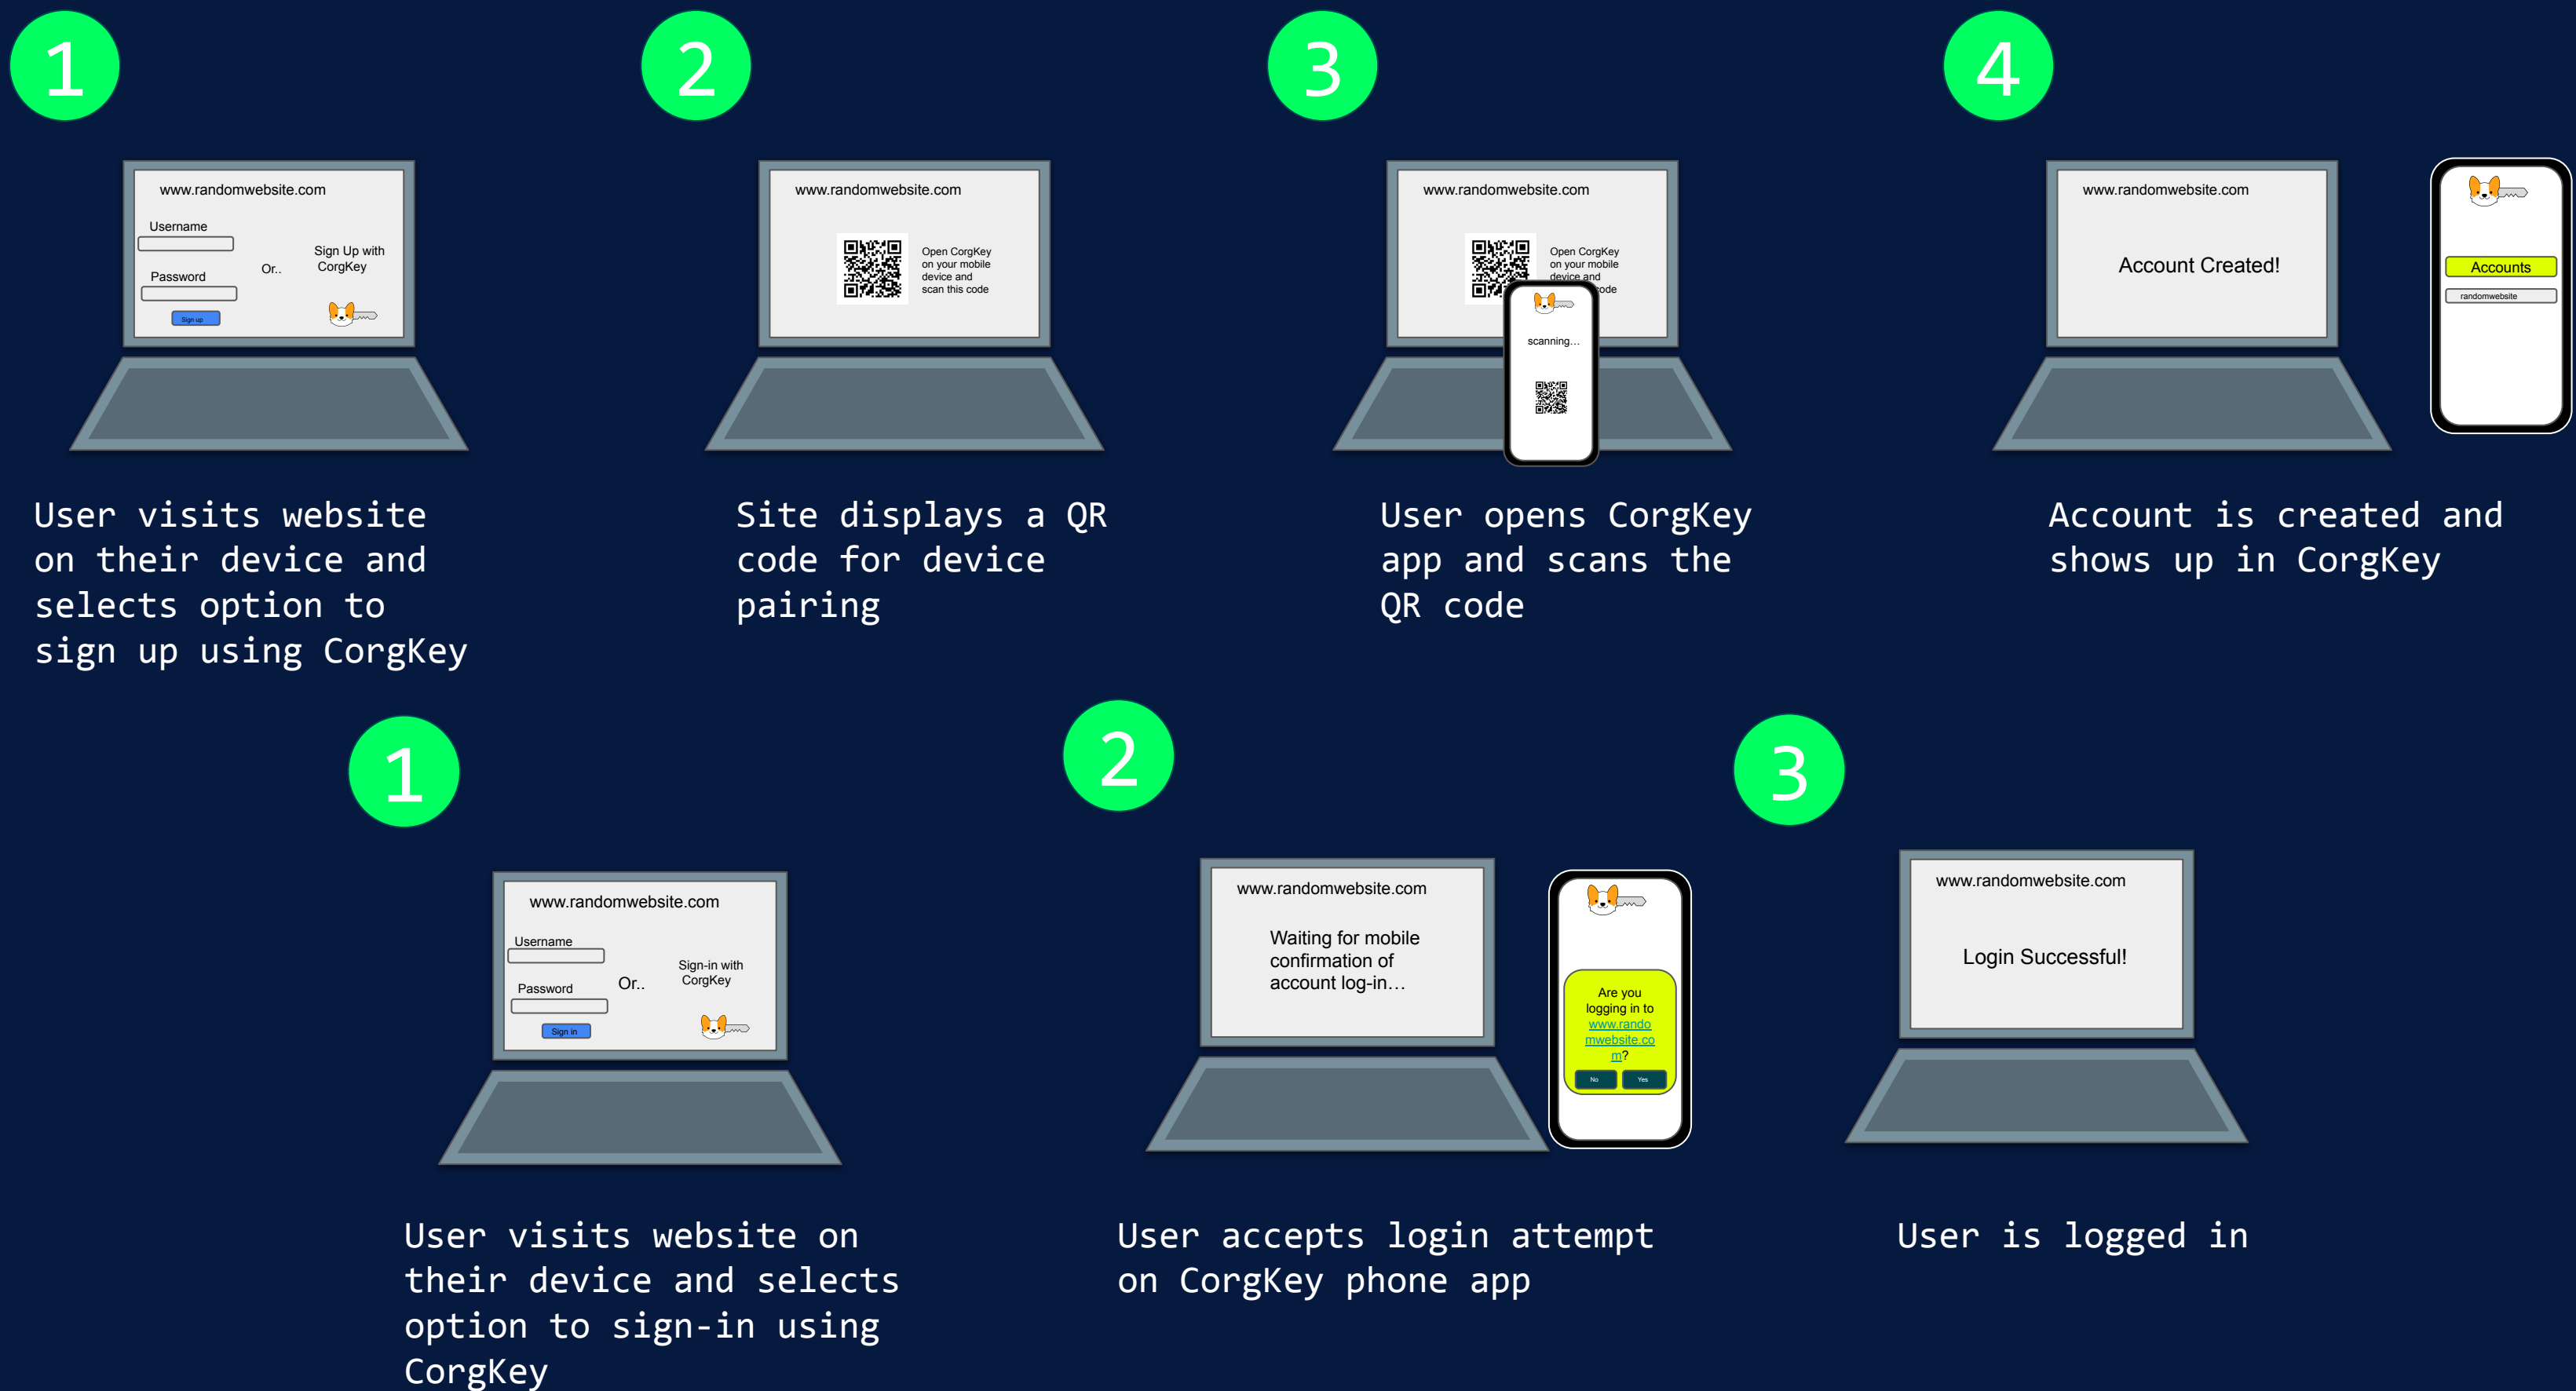 1
www.randomwebsite.com
Username
Password
Sign up
Or..
Sign Up with
CorgKey
User visits website
on their device and
selects option to
sign up using CorgKey
2
www.randomwebsite.com
Open CorgKey
on your mobile
device and
scan this code
Site displays a QR
code for device
pairing
3
www.randomwebsite.com
Open CorgKey
on your mobile
device and
code
scanning...
User opens CorgKey
app and scans the
QR code
4
www.randomwebsite.com
Account Created!
Accounts
randomwebsite
Account is created and
shows up in CorgKey
1
www.randomwebsite.com
Username
Password
Sign in
Or..
Sign-in with
CorgKey
User visits website on
their device and selects
option to sign-in using
CorgKey
2
www.randomwebsite.com
Waiting for mobile
confirmation of
account log-in...
Are you
logging in to
www.rando
mwebsite.co
m?
No Yes
User accepts login attempt
on CorgKey phone app
3
www.randomwebsite.com
Login Successful!
User is logged in